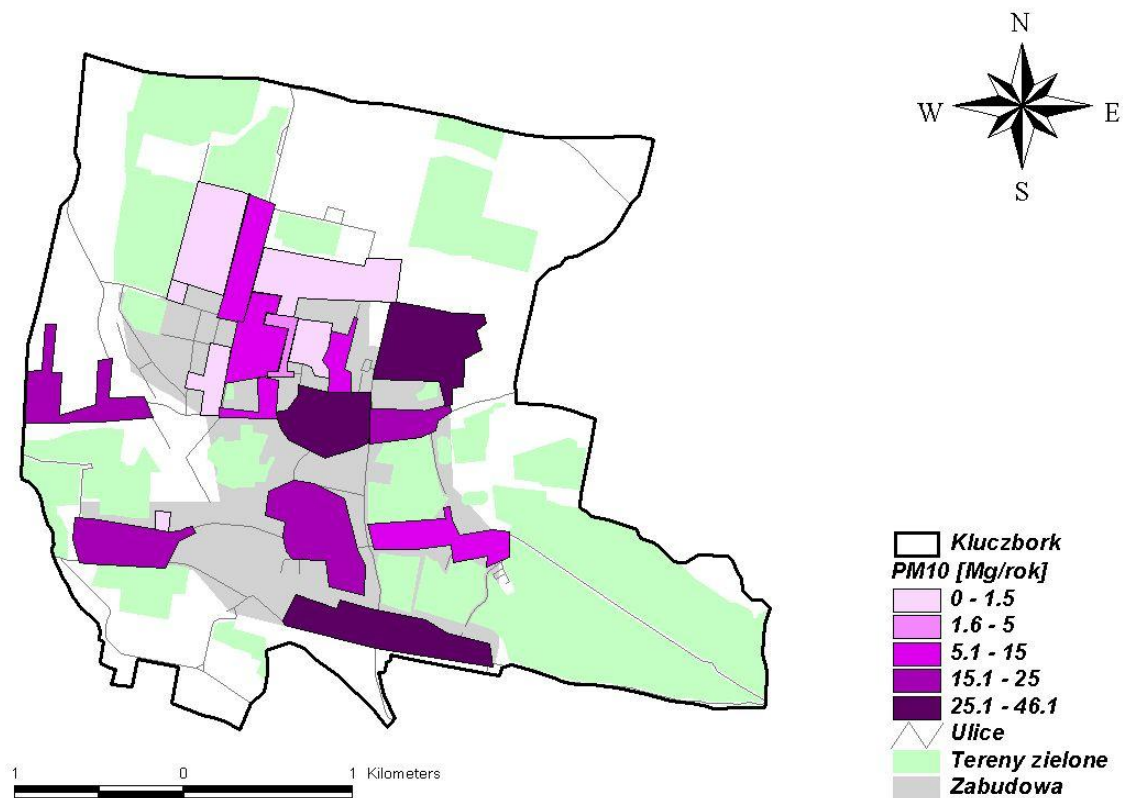 N
W
E
S
Kluczbork
PM10 [Mg/rok]
0 - 1.5
1.6 - 5
5.1 - 15
15.1 - 25
25.1 - 46.1
Ulice
Tereny zielone
Zabudowa
1 0 1 Kilometers